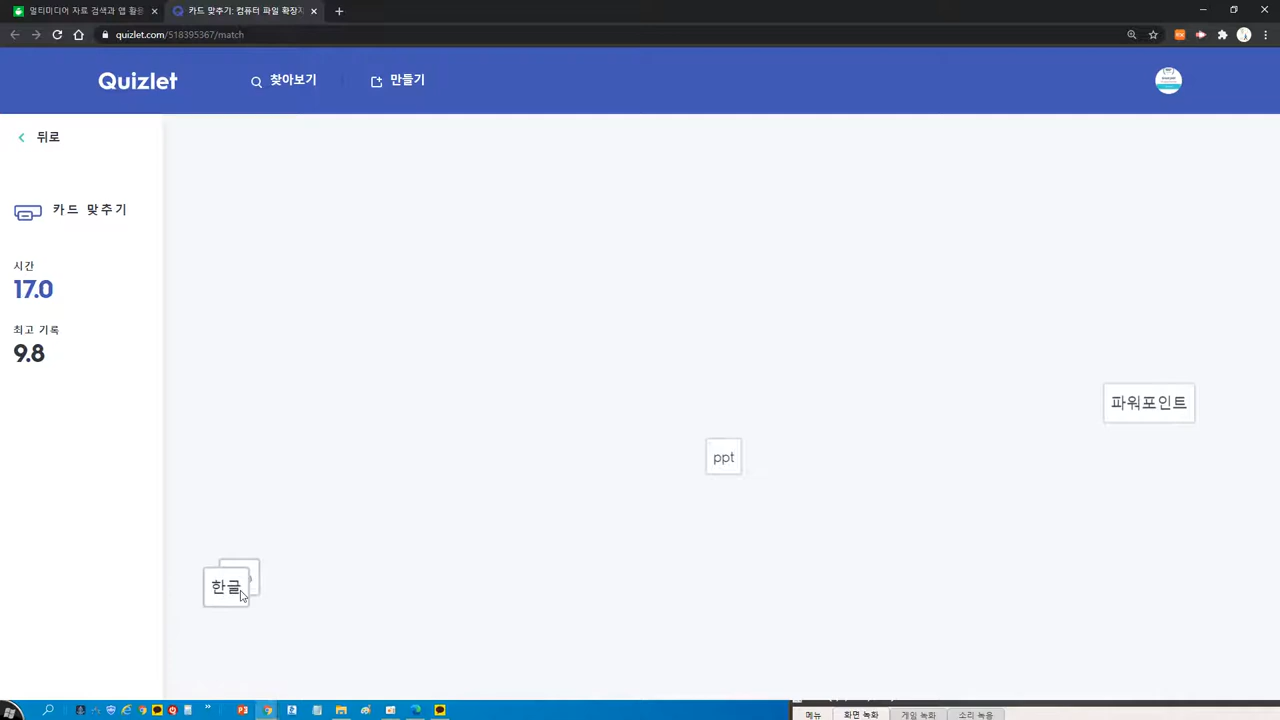 멀티미디어 자료 검색과 앱 활용
카드 맞추기: 컴퓨터 파일 확장자
quizlet.com/518395367/match
Quizlet
찾아보기
만들기
뒤로
카드 맞추기
시간
17.0
최고 기록
9.8
파워포인트
ppt
한글
메뉴
화면 녹화
게임 녹화
소리 녹음